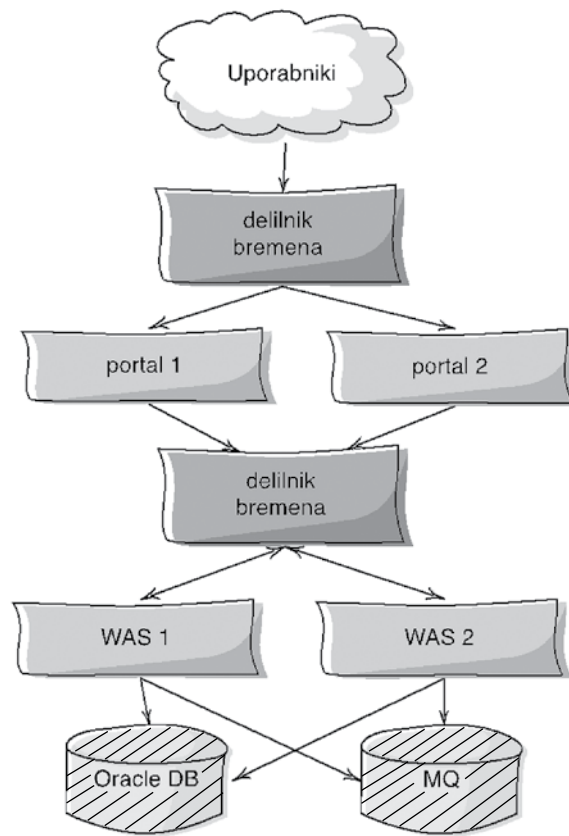 Uporabniki
delilnik
bremena
portal 1
portal 2
delilnik
bremena
WAS 1
WAS 2
Oracle DB
MQ